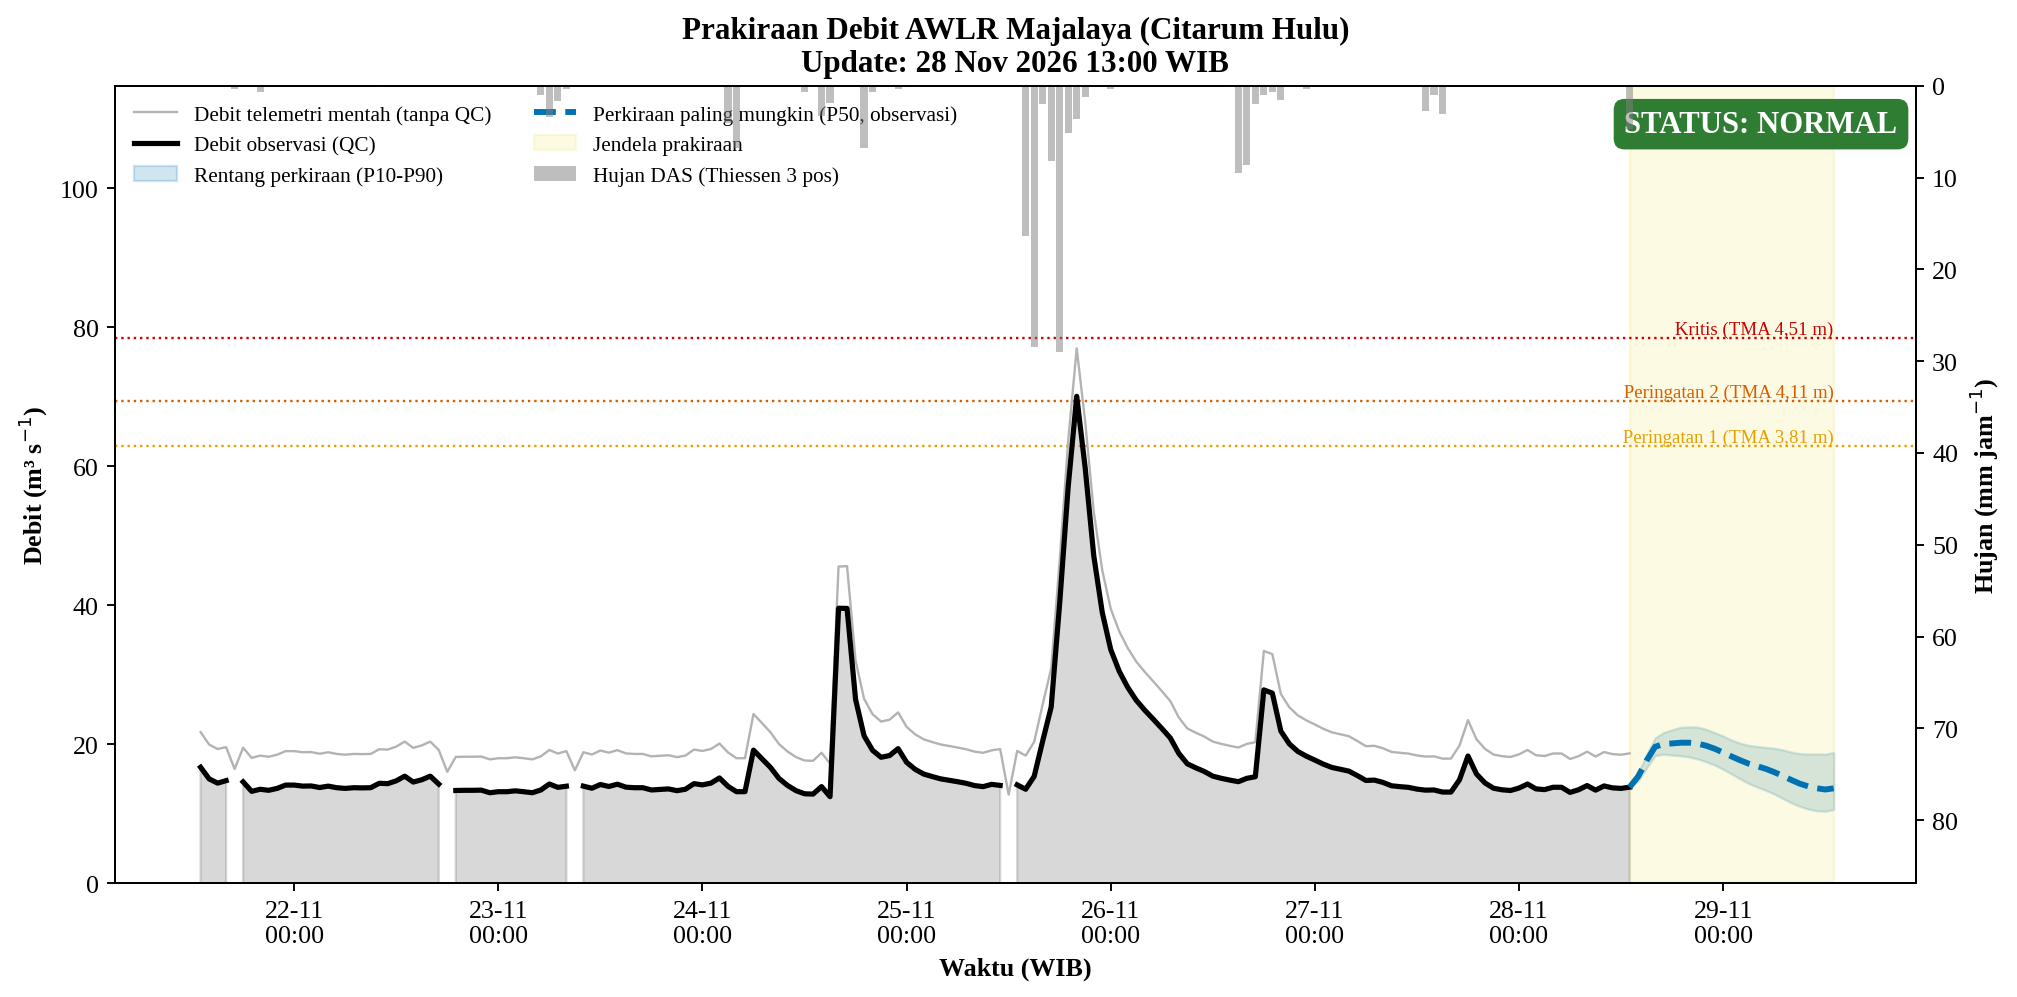 Prakiraan Debit AWLR Majalaya (Citarum Hulu)
Update: 28 Nov 2026 13:00 WIB
Debit telemetri mentah (tanpa QC)
Debit observasi (QC)
Rentang perkiraan (P10-P90)
Perkiraan paling mungkin (P50, observasi)
Jendela prakiraan
Hujan DAS (Thiessen 3 pos)
STATUS: NORMAL
Kritis (TMA 4,51 m)
Peringatan 2 (TMA 4,11 m)
Peringatan 1 (TMA 3,81 m)
Debit (m³ s⁻¹)
100
80
60
40
20
0
Hujan (mm jam⁻¹)
0
10
20
30
40
50
60
70
80
22-11
00:00
23-11
00:00
24-11
00:00
25-11
00:00
26-11
00:00
27-11
00:00
28-11
00:00
29-11
00:00
Waktu (WIB)